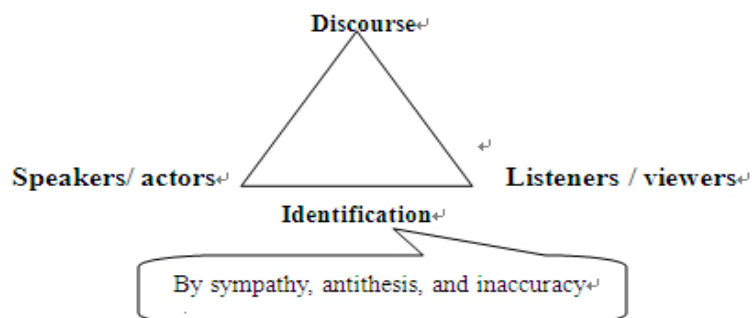 Discourse↵
↵
Speakers/ actors↵ Listeners / viewers↵
Identification↵
By sympathy, antithesis, and inaccuracy↵